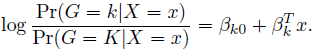 log Pr(G = k|X = x) / Pr(G = K|X = x) = β_{k0} + β_k^T x.